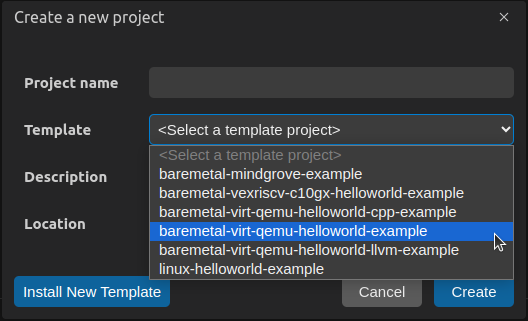 Create a new project
Project name
Template
<Select a template project>
<Select a template project>
baremetal-mindgrove-example
baremetal-vexriscv-c10gx-helloworld-example
baremetal-virt-qemu-helloworld-cpp-example
baremetal-virt-qemu-helloworld-example
baremetal-virt-qemu-helloworld-llvm-example
linux-helloworld-example
Description
Location
Install New Template
Cancel
Create